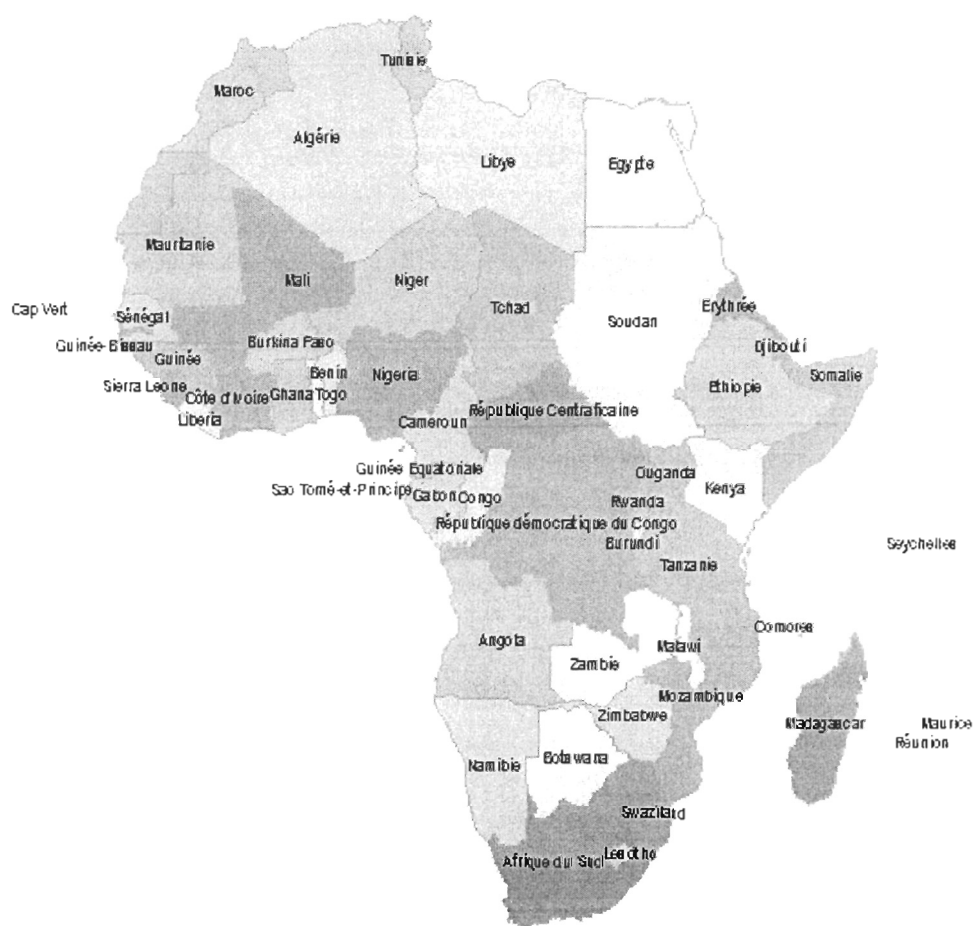 Tunisie
Maroc
Algérie
Libye
Egypte
Mauritanie
Mali
Niger
Tchad
Soudan
Cap Vert
Sénégal
Erythrée
Guinée-Bissau
Guinée
Burkina Faso
Djibouti
Benin
Nigeria
Somalie
Sierra Leone
Côte d'Ivoire
Ghana
Togo
Ethiopie
Liberia
Cameroun
République Centraficaine
Guinée Equatoriale
Ouganda
Kenya
Sao Tomé-et-Principe
Gabon
Congo
Rwanda
République démocratique du Congo
Burundi
Seychelles
Tanzanie
Comores
Angola
Malawi
Zambie
Mozambique
Zimbabwe
Madagascar
Maurice
Réunion
Namibie
Botswana
Swaziland
Afrique du Sud
Lesotho